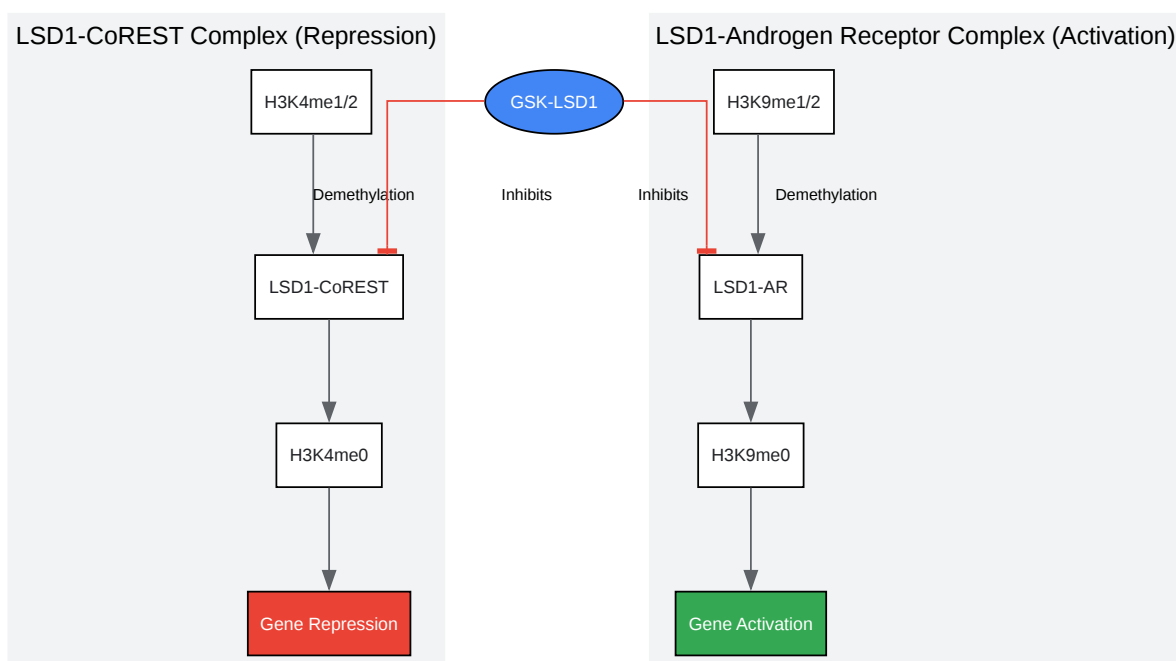 LSD1-CoREST Complex (Repression)
LSD1-Androgen Receptor Complex (Activation)
H3K4me1/2
GSK-LSD1
H3K9me1/2
Demethylation
Inhibits
Inhibits
Demethylation
LSD1-CoREST
LSD1-AR
H3K4me0
H3K9me0
Gene Repression
Gene Activation